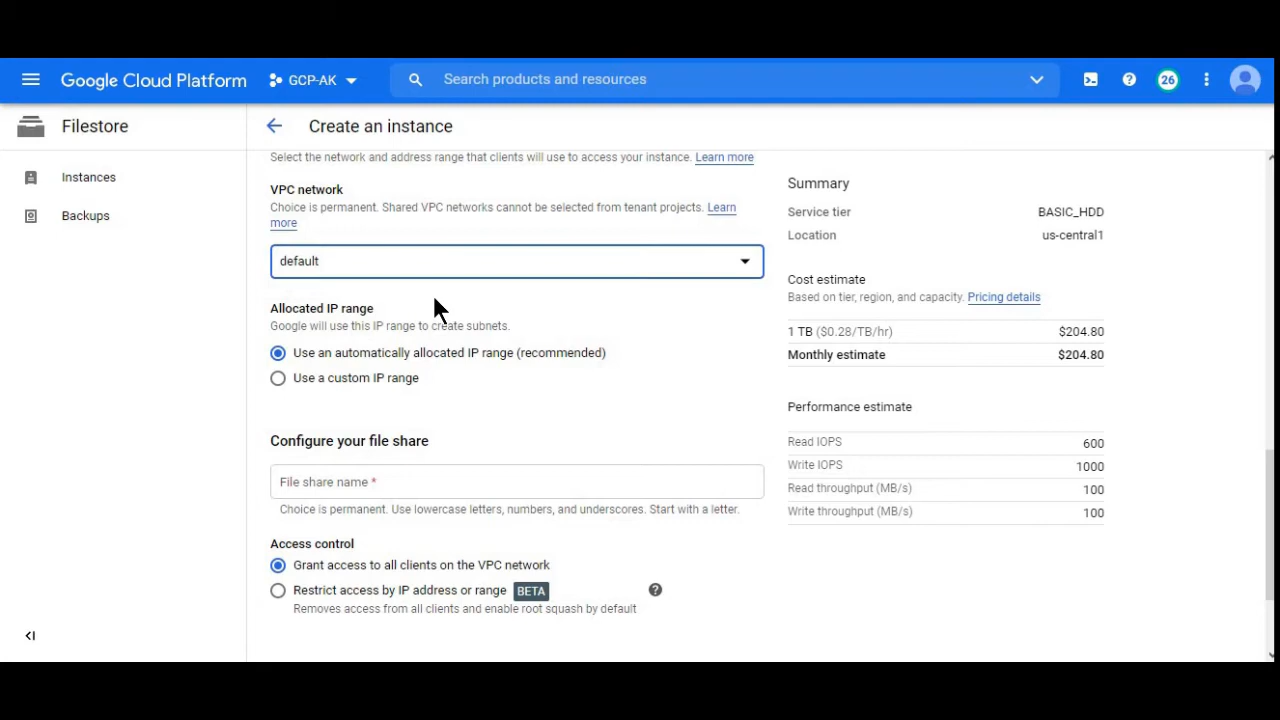 Google Cloud Platform
GCP-AK
Search products and resources
26
Filestore
Create an instance
Instances
Backups
Select the network and address range that clients will use to access your instance. Learn more
VPC network
Choice is permanent. Shared VPC networks cannot be selected from tenant projects. Learn
more
default
Allocated IP range
Google will use this IP range to create subnets.
Use an automatically allocated IP range (recommended)
Use a custom IP range
Configure your file share
File share name *
Choice is permanent. Use lowercase letters, numbers, and underscores. Start with a letter.
Access control
Grant access to all clients on the VPC network
Restrict access by IP address or range BETA
Removes access from all clients and enable root squash by default
Summary
Service tier BASIC_HDD
Location us-central1
Cost estimate
Based on tier, region, and capacity. Pricing details
1 TB ($0.28/TB/hr) $204.80
Monthly estimate $204.80
Performance estimate
Read IOPS 600
Write IOPS 1000
Read throughput (MB/s) 100
Write throughput (MB/s) 100